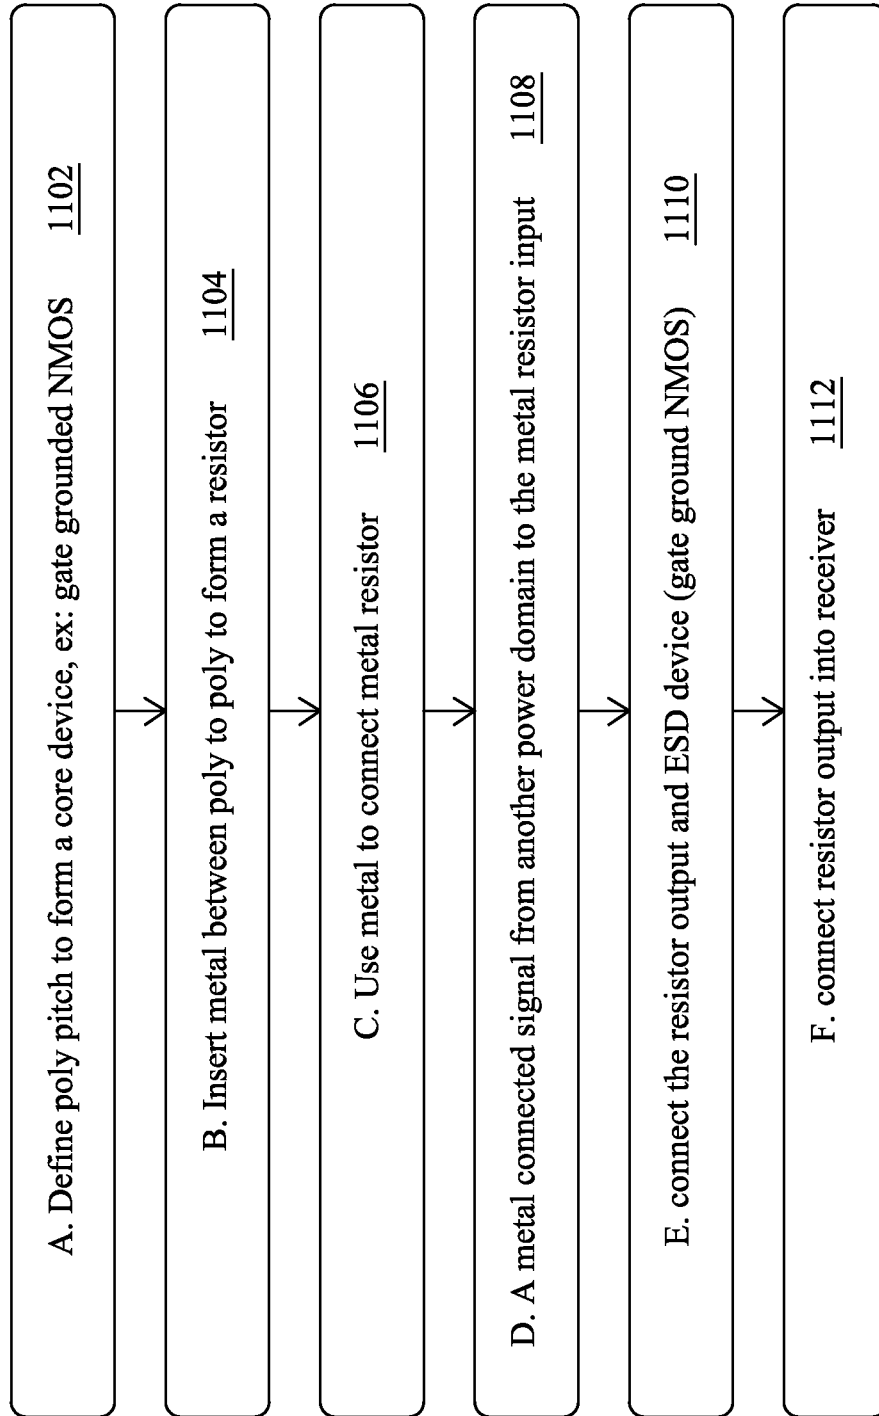 A. Define poly pitch to form a core device, ex: gate grounded NMOS 1102
B. Insert metal between poly to poly to form a resistor 1104
C. Use metal to connect metal resistor 1106
D. A metal connected signal from another power domain to the metal resistor input 1108
E. connect the resistor output and ESD device (gate ground NMOS) 1110
F. connect resistor output into receiver 1112